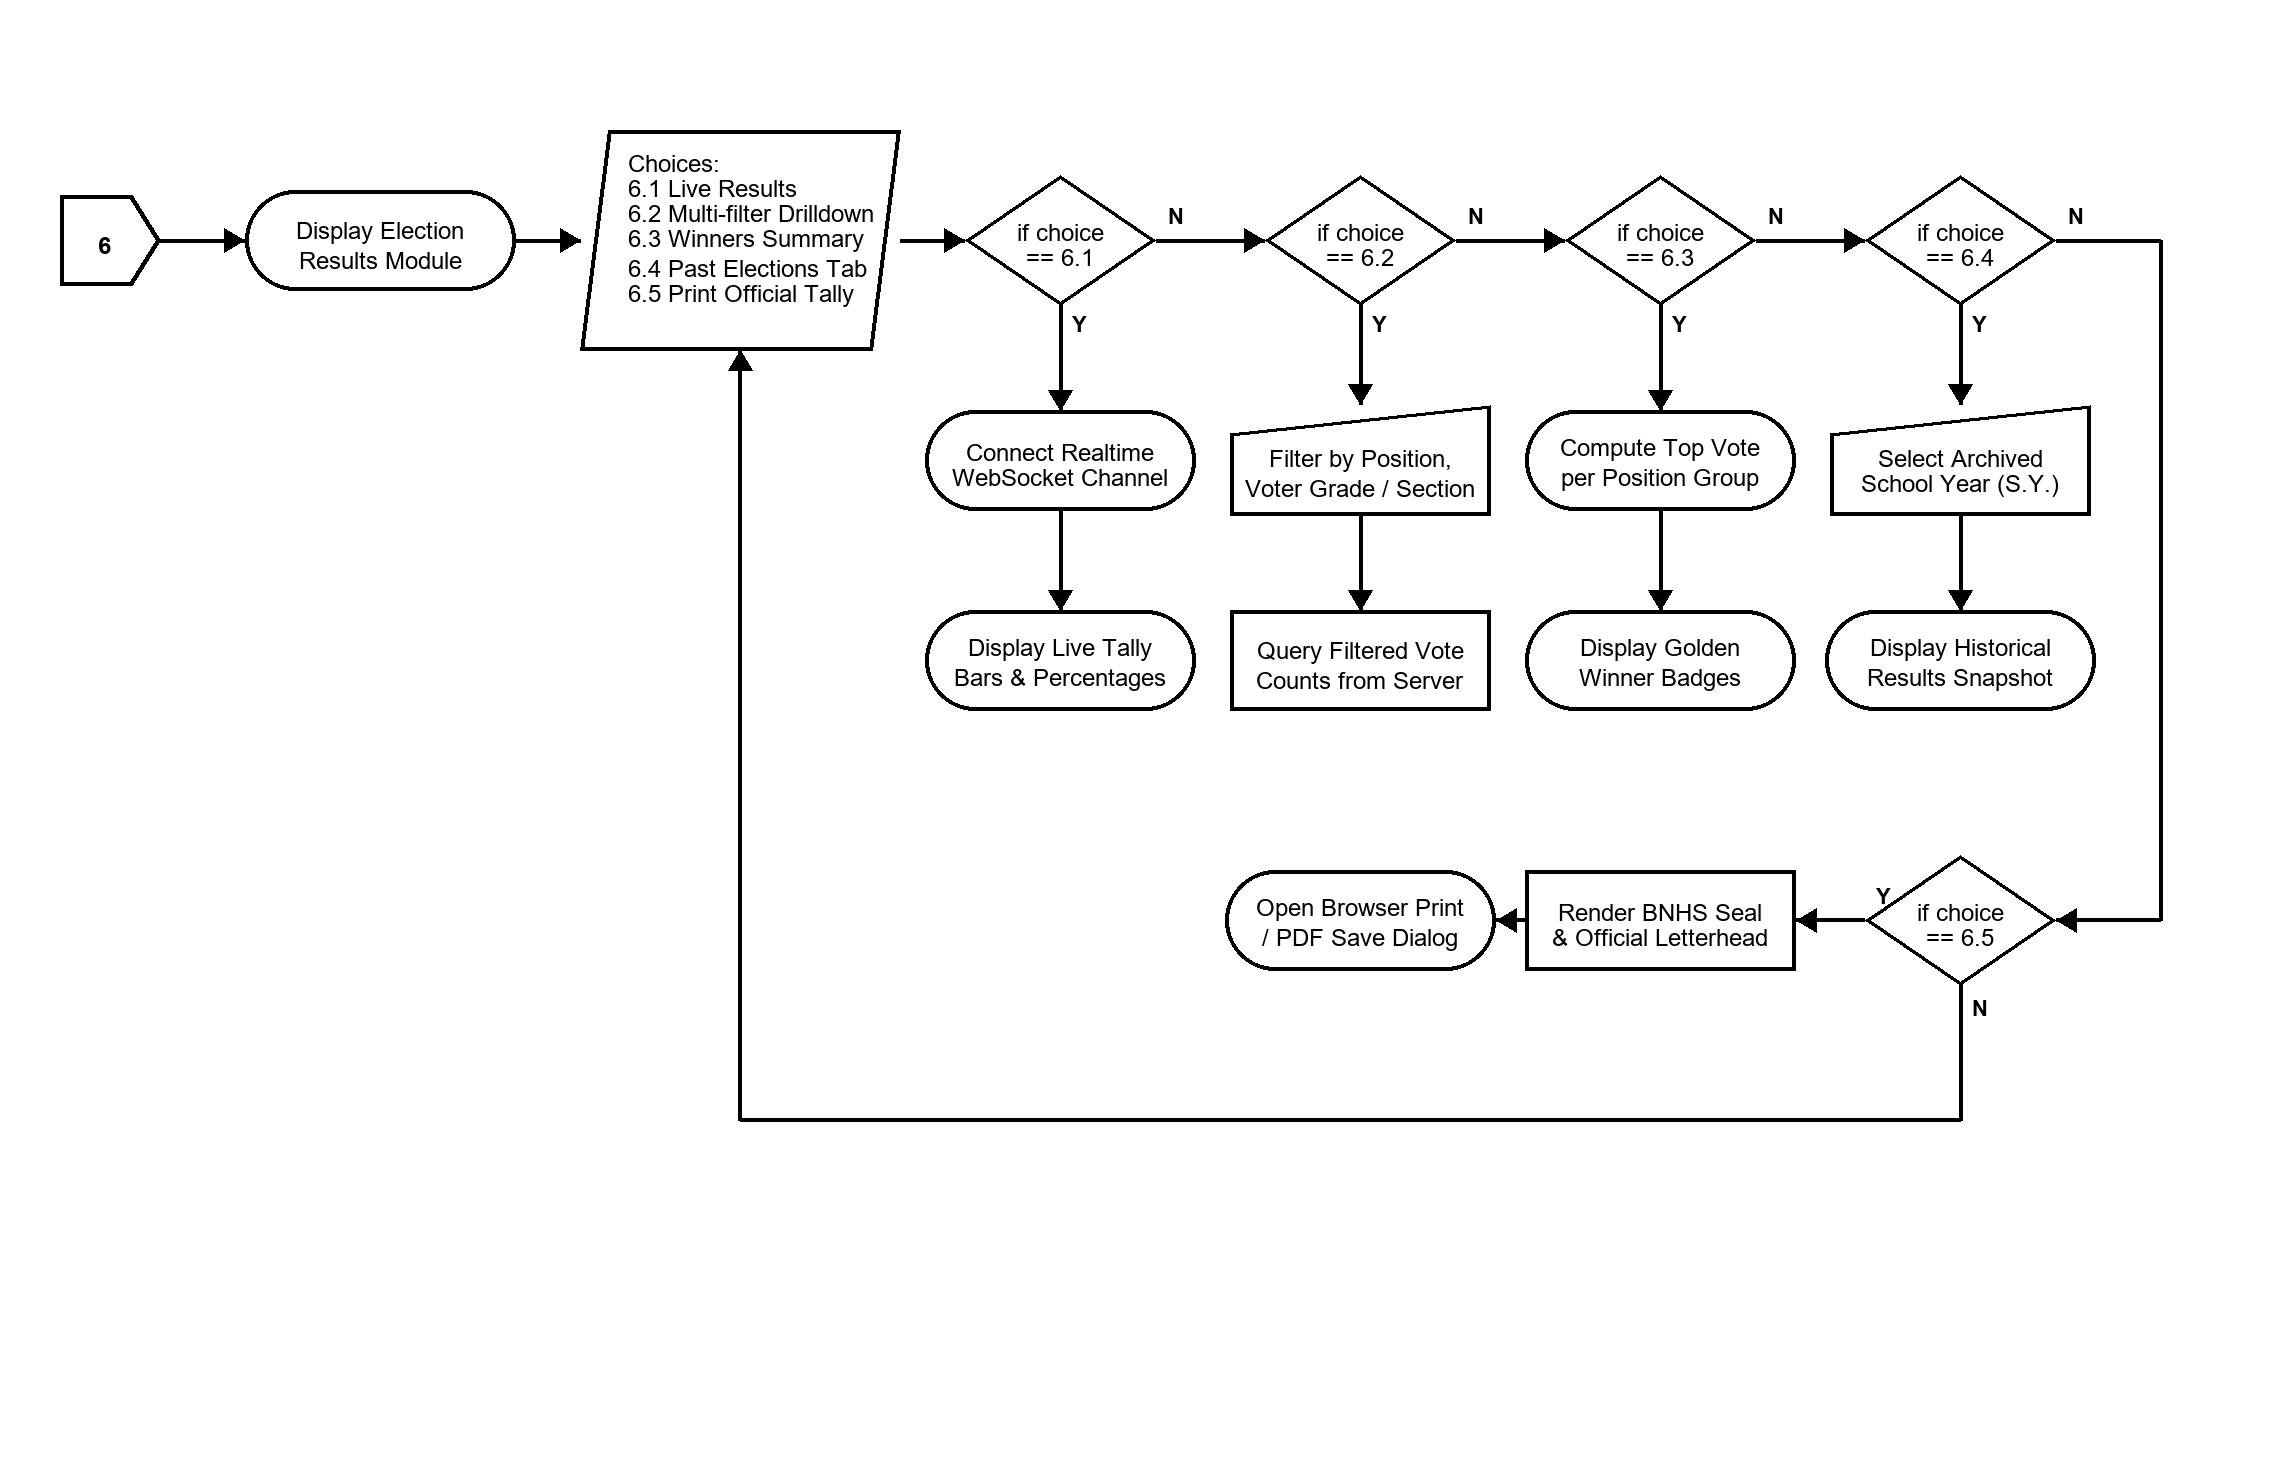 6
Display Election
Results Module
Choices:
6.1 Live Results
6.2 Multi-filter Drilldown
6.3 Winners Summary
6.4 Past Elections Tab
6.5 Print Official Tally
if choice
== 6.1
N
Y
if choice
== 6.2
N
Y
if choice
== 6.3
N
Y
if choice
== 6.4
N
Y
Connect Realtime
WebSocket Channel
Filter by Position,
Voter Grade / Section
Compute Top Vote
per Position Group
Select Archived
School Year (S.Y.)
Display Live Tally
Bars & Percentages
Query Filtered Vote
Counts from Server
Display Golden
Winner Badges
Display Historical
Results Snapshot
Open Browser Print
/ PDF Save Dialog
Render BNHS Seal
& Official Letterhead
Y
if choice
== 6.5
N